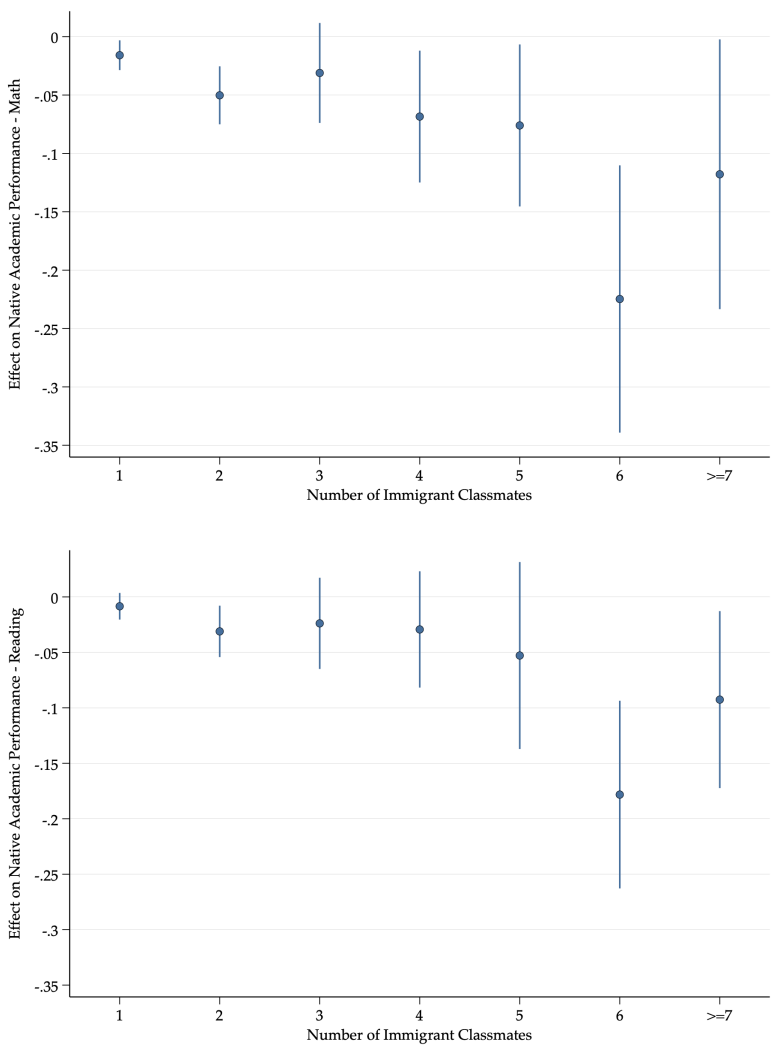 Effect on Native Academic Performance - Math
0
-.05
-.1
-.15
-.2
-.25
-.3
-.35
1 2 3 4 5 6 >=7
Number of Immigrant Classmates
Effect on Native Academic Performance - Reading
0
-.05
-.1
-.15
-.2
-.25
-.3
-.35
1 2 3 4 5 6 >=7
Number of Immigrant Classmates